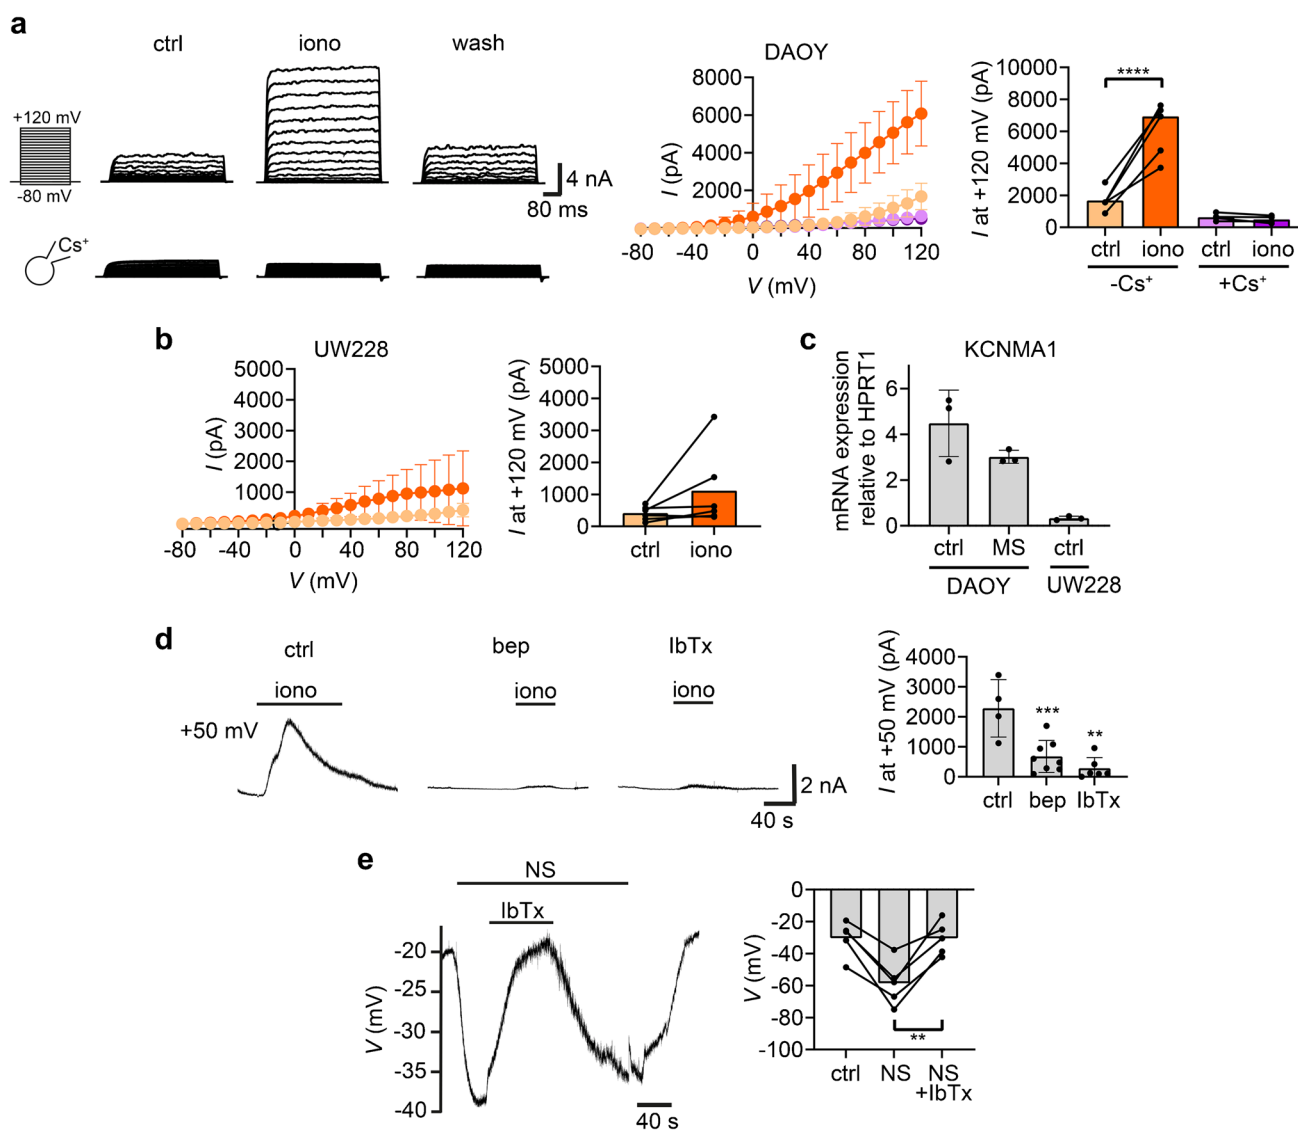 a
ctrl
iono
wash
+120 mV
-80 mV
4 nA
80 ms
Cs⁺
DAOY
8000
6000
4000
2000
I (pA)
-80
-40
0
40
80
120
V (mV)
I at +120 mV (pA)
10000
8000
6000
4000
2000
0
****
ctrl
iono
ctrl
iono
-Cs⁺
+Cs⁺
b
UW228
5000
4000
3000
2000
1000
I (pA)
-80
-40
0
40
80
120
V (mV)
I at +120 mV (pA)
5000
4000
3000
2000
1000
0
ctrl
iono
c
KCNMA1
mRNA expression
relative to HPRT1
6
4
2
0
ctrl
MS
ctrl
DAOY
UW228
d
ctrl
bep
IbTx
iono
iono
iono
+50 mV
2 nA
40 s
I at +50 mV (pA)
4000
3000
2000
1000
0
***
**
ctrl
bep
IbTx
e
NS
IbTx
-20
-25
-30
-35
-40
V (mV)
40 s
0
-20
-40
-60
-80
-100
V (mV)
**
ctrl
NS
NS
+IbTx